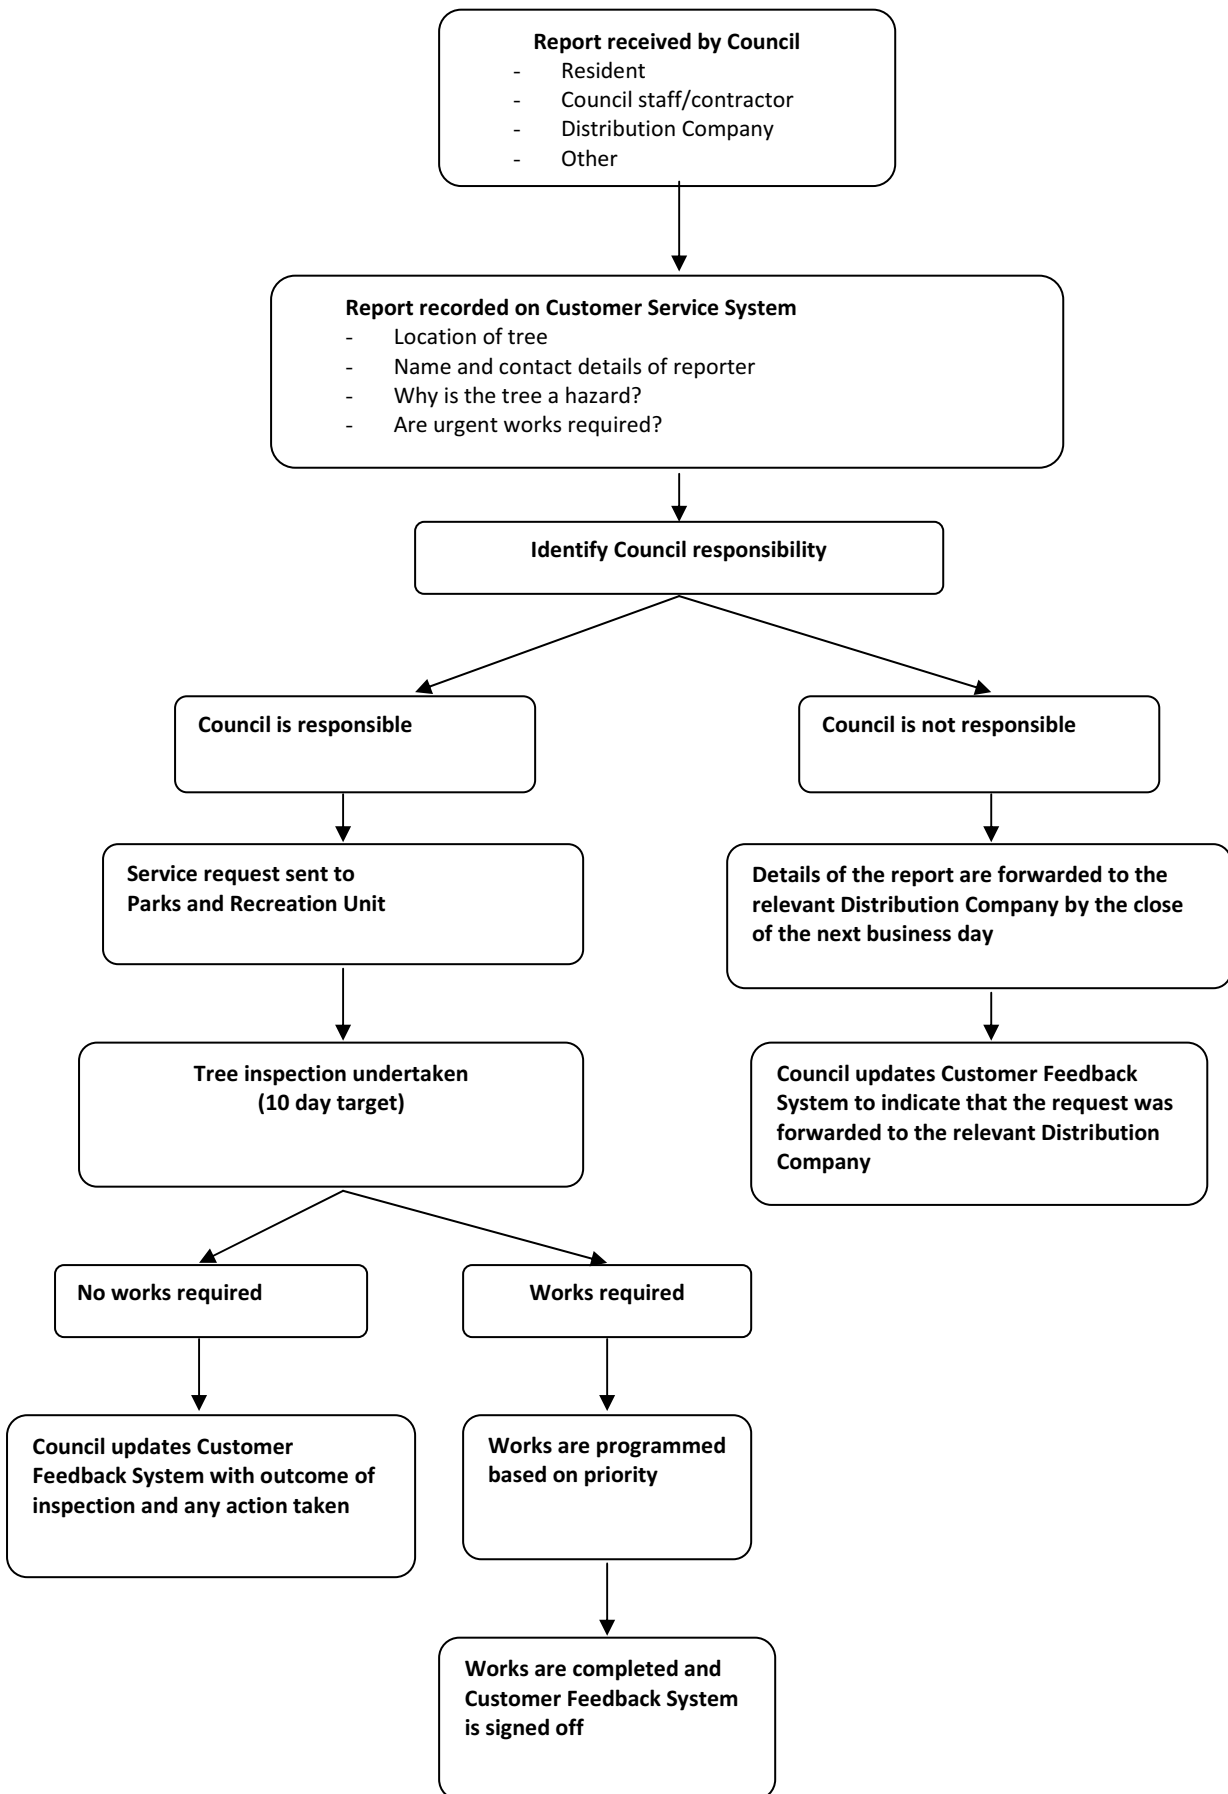 Report received by Council
- Resident
- Council staff/contractor
- Distribution Company
- Other
Report recorded on Customer Service System
- Location of tree
- Name and contact details of reporter
- Why is the tree a hazard?
- Are urgent works required?
Identify Council responsibility
Council is responsible
Council is not responsible
Service request sent to
Parks and Recreation Unit
Details of the report are forwarded to the
relevant Distribution Company by the close
of the next business day
Tree inspection undertaken
(10 day target)
Council updates Customer Feedback
System to indicate that the request was
forwarded to the relevant Distribution
Company
No works required
Works required
Council updates Customer
Feedback System with outcome of
inspection and any action taken
Works are programmed
based on priority
Works are completed and
Customer Feedback System
is signed off